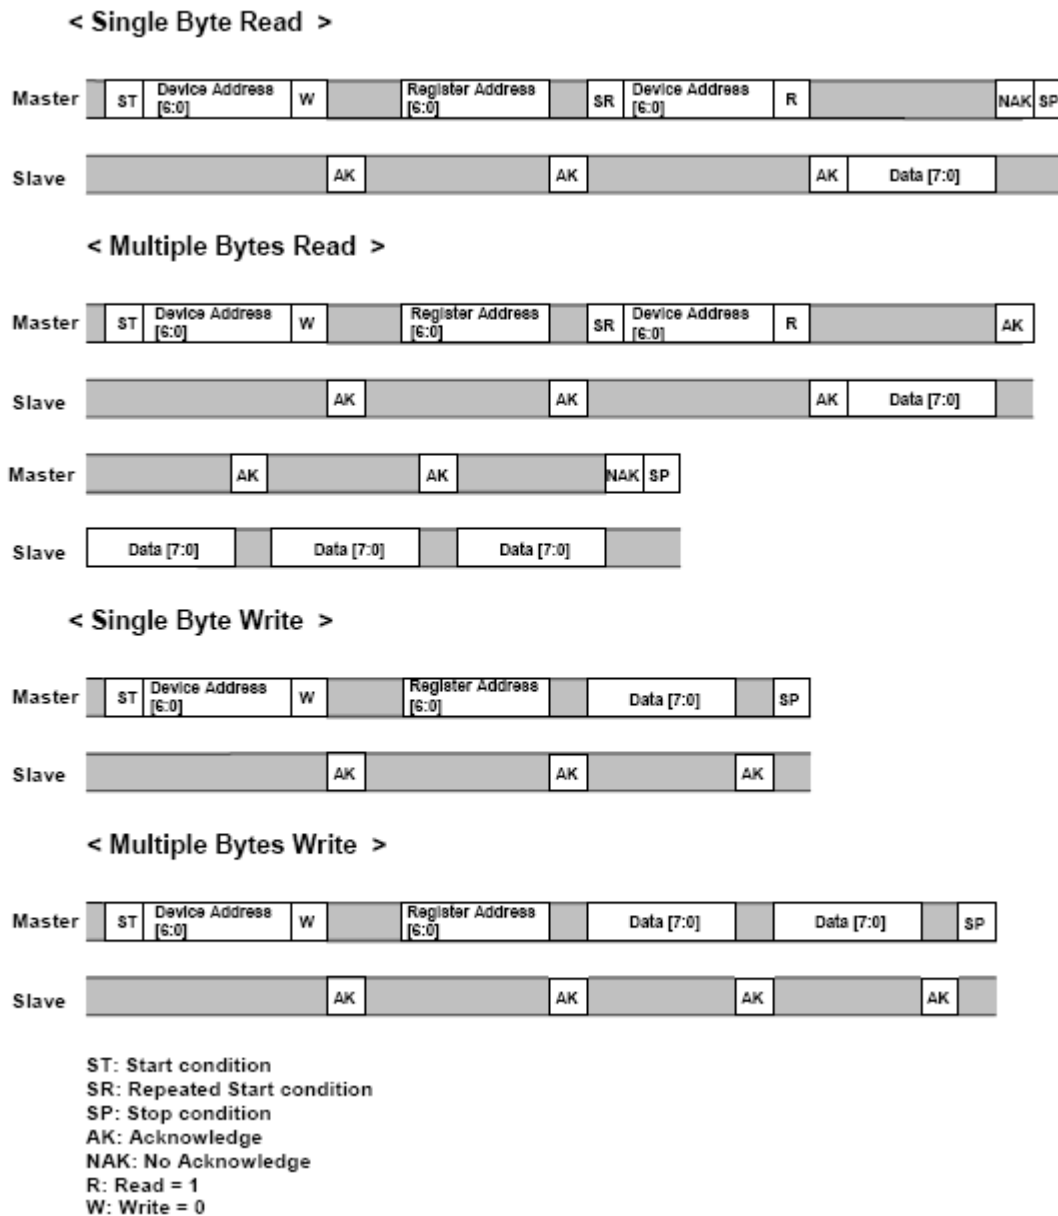 < Single Byte Read >
Master ST Device Address [6:0] W Register Address [6:0] SR Device Address [6:0] R NAK SP
Slave AK AK AK Data [7:0]
< Multiple Bytes Read >
Master ST Device Address [6:0] W Register Address [6:0] SR Device Address [6:0] R AK
Slave AK AK AK Data [7:0]
Master AK AK NAK SP
Slave Data [7:0] Data [7:0] Data [7:0]
< Single Byte Write >
Master ST Device Address [6:0] W Register Address [6:0] Data [7:0] SP
Slave AK AK AK
< Multiple Bytes Write >
Master ST Device Address [6:0] W Register Address [6:0] Data [7:0] Data [7:0] SP
Slave AK AK AK AK
ST: Start condition
SR: Repeated Start condition
SP: Stop condition
AK: Acknowledge
NAK: No Acknowledge
R: Read = 1
W: Write = 0